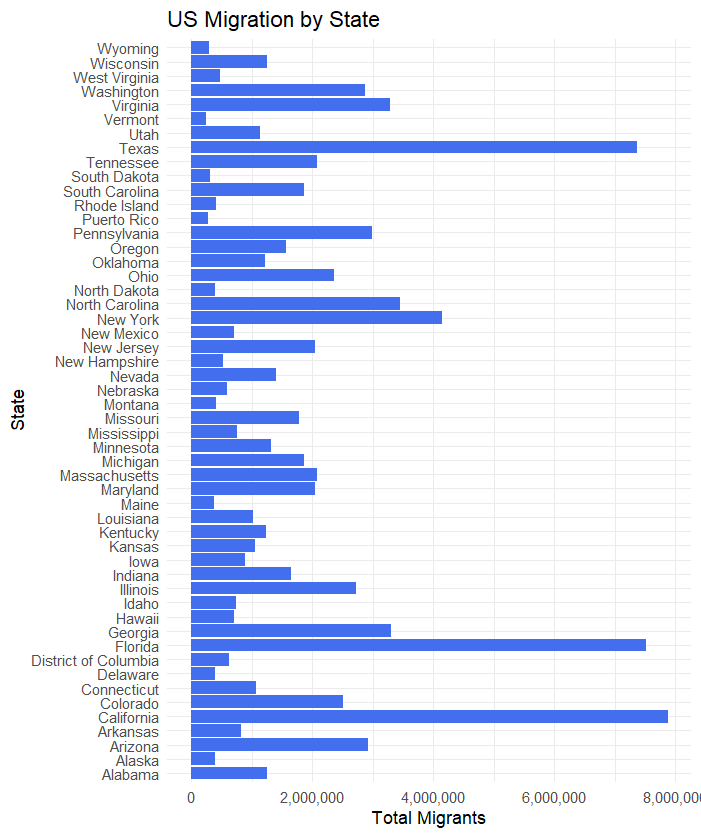 US Migration by State
Wyoming
Wisconsin
West Virginia
Washington
Virginia
Vermont
Utah
Texas
Tennessee
South Dakota
South Carolina
Rhode Island
Puerto Rico
Pennsylvania
Oregon
Oklahoma
Ohio
North Dakota
North Carolina
New York
New Mexico
New Jersey
New Hampshire
Nevada
Nebraska
Montana
Missouri
Mississippi
Minnesota
Michigan
Massachusetts
Maryland
Maine
Louisiana
Kentucky
Kansas
Iowa
Indiana
Illinois
Idaho
Hawaii
Georgia
Florida
District of Columbia
Delaware
Connecticut
Colorado
California
Arkansas
Arizona
Alaska
Alabama
State
0 2,000,000 4,000,000 6,000,000 8,000,00
Total Migrants